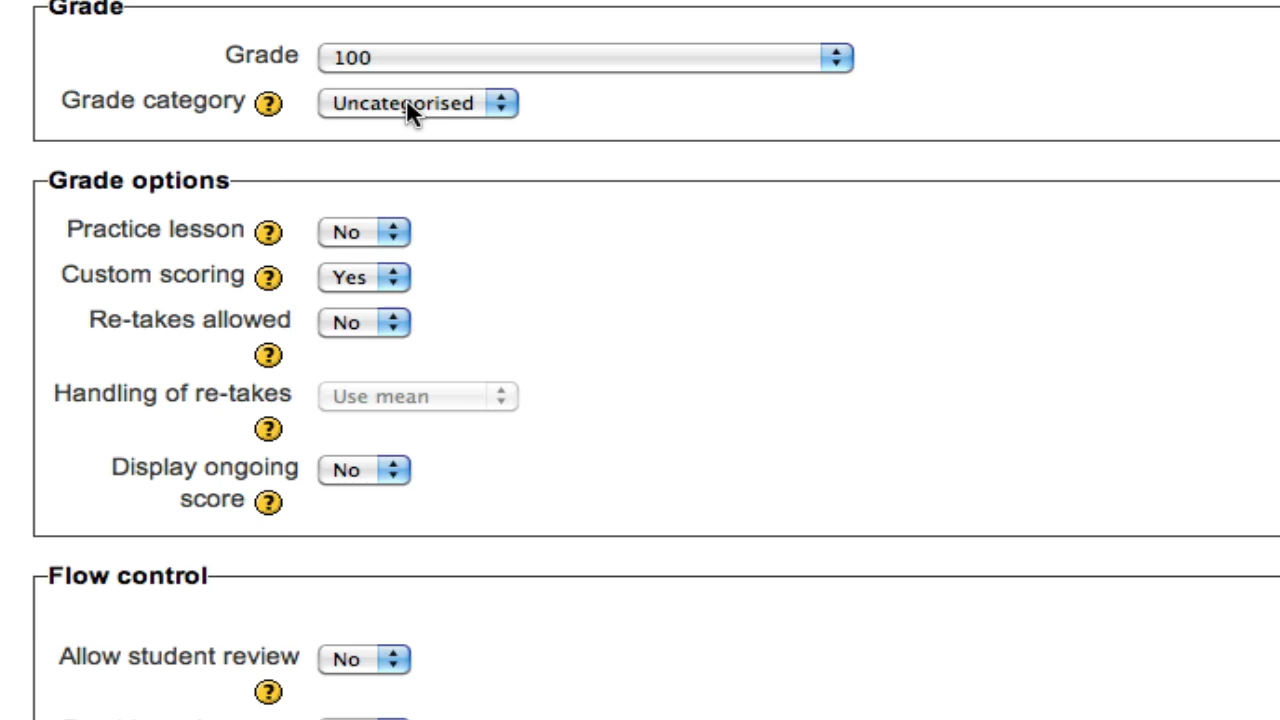 Grade
Grade 100
Grade category ? Uncategorised
Grade options
Practice lesson ? No
Custom scoring ? Yes
Re-takes allowed No
?
Handling of re-takes Use mean
?
Display ongoing No
score ?
Flow control
Allow student review No
?